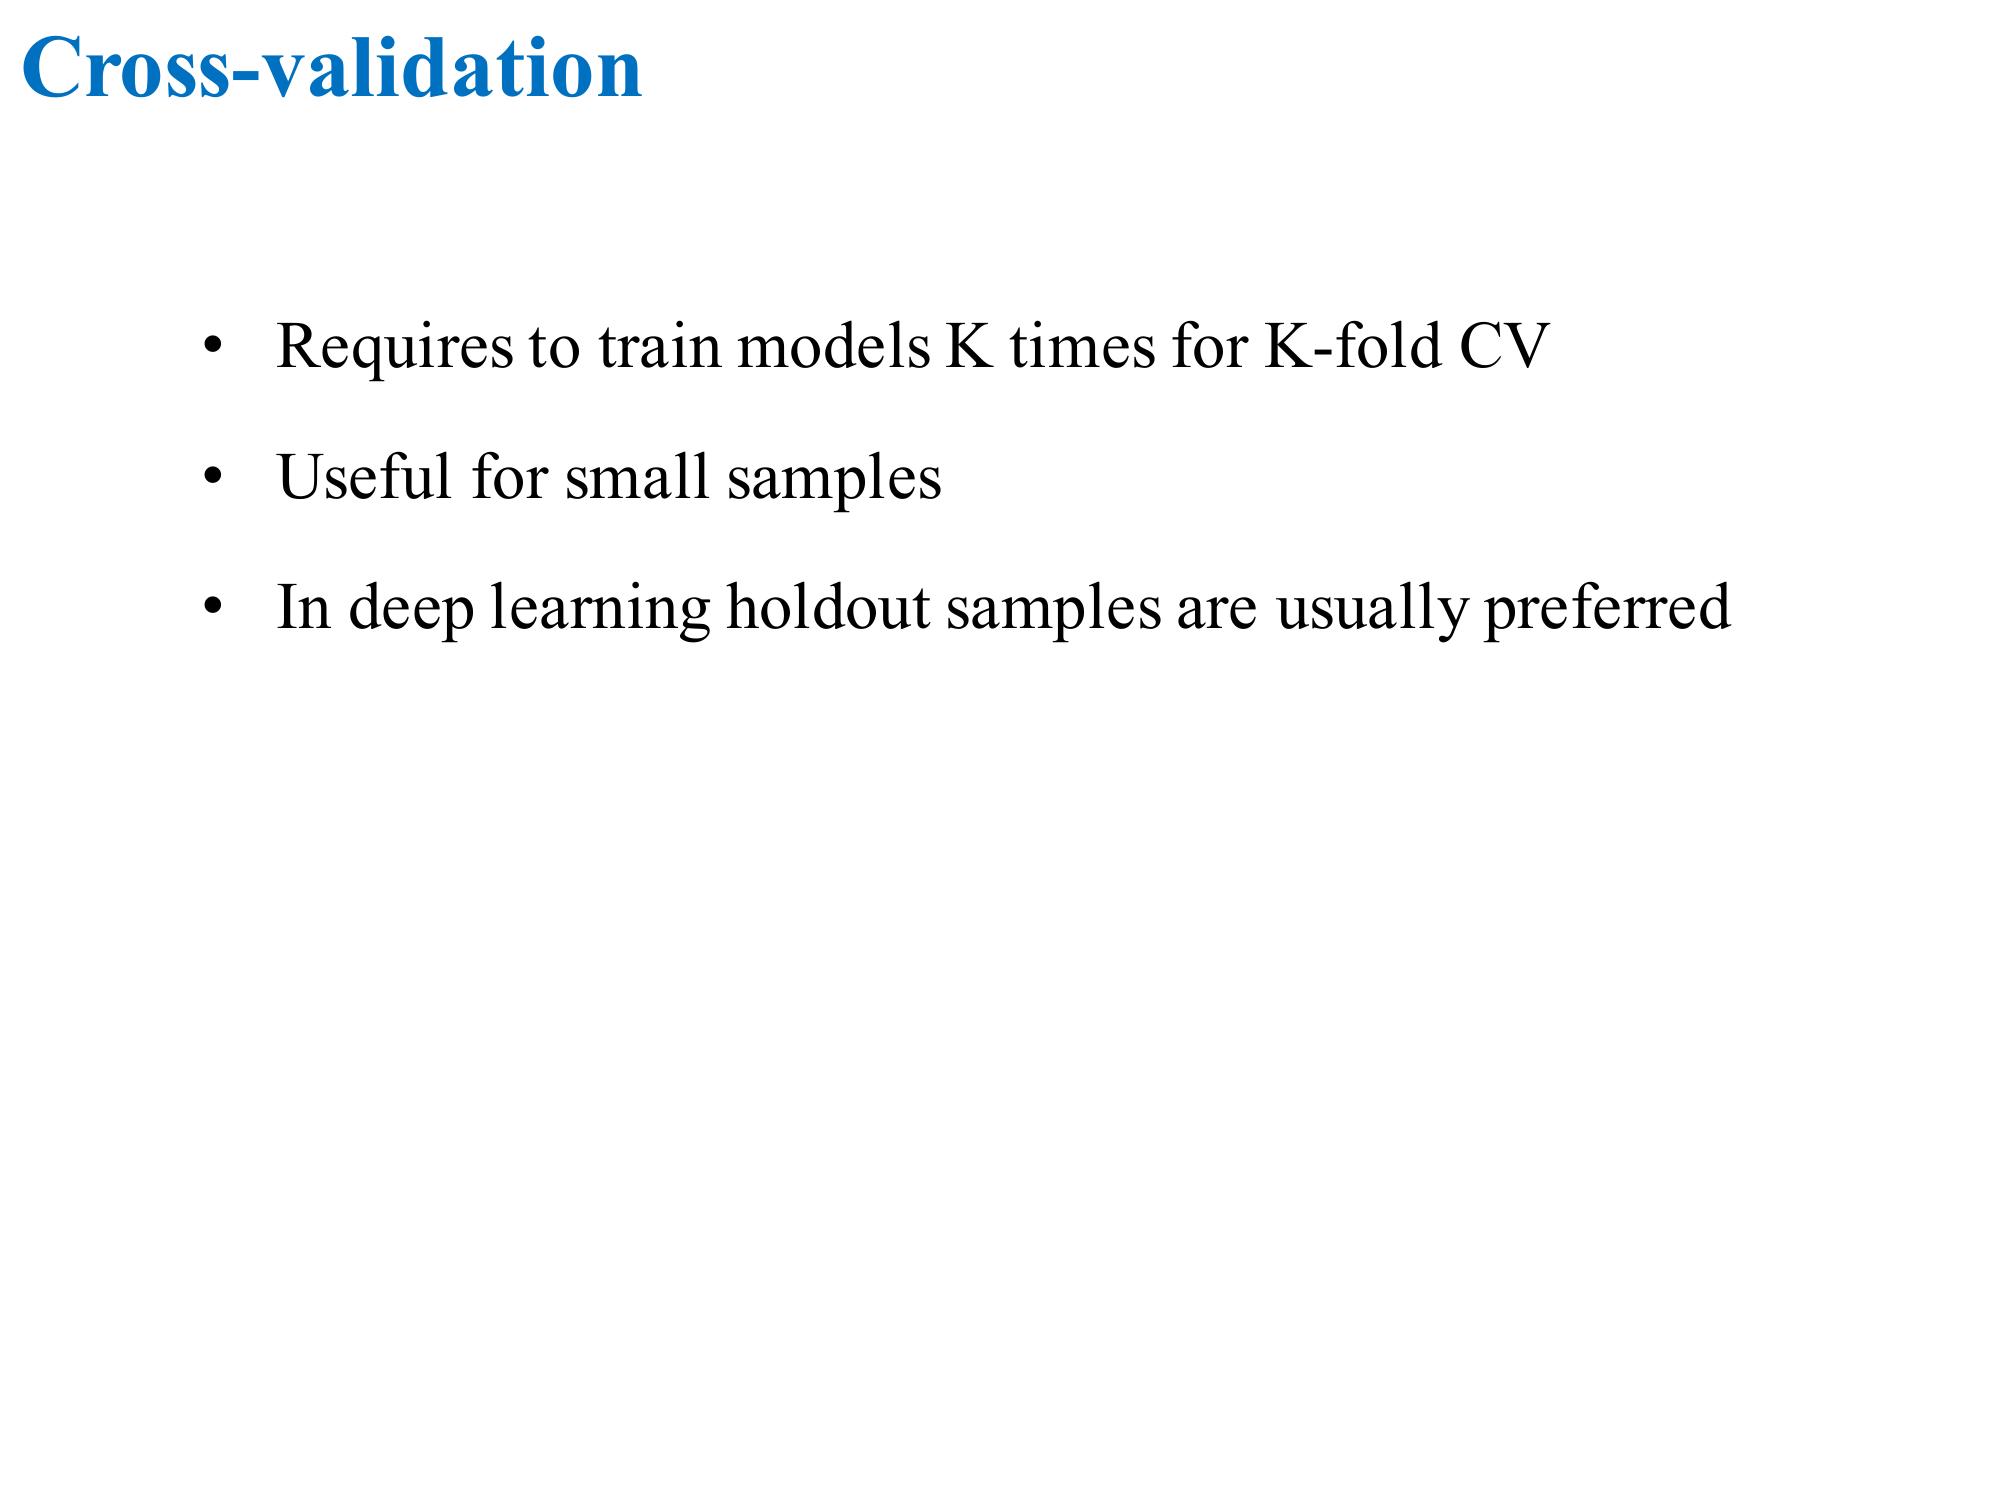 Cross-validation
• Requires to train models K times for K-fold CV
• Useful for small samples
• In deep learning holdout samples are usually preferred